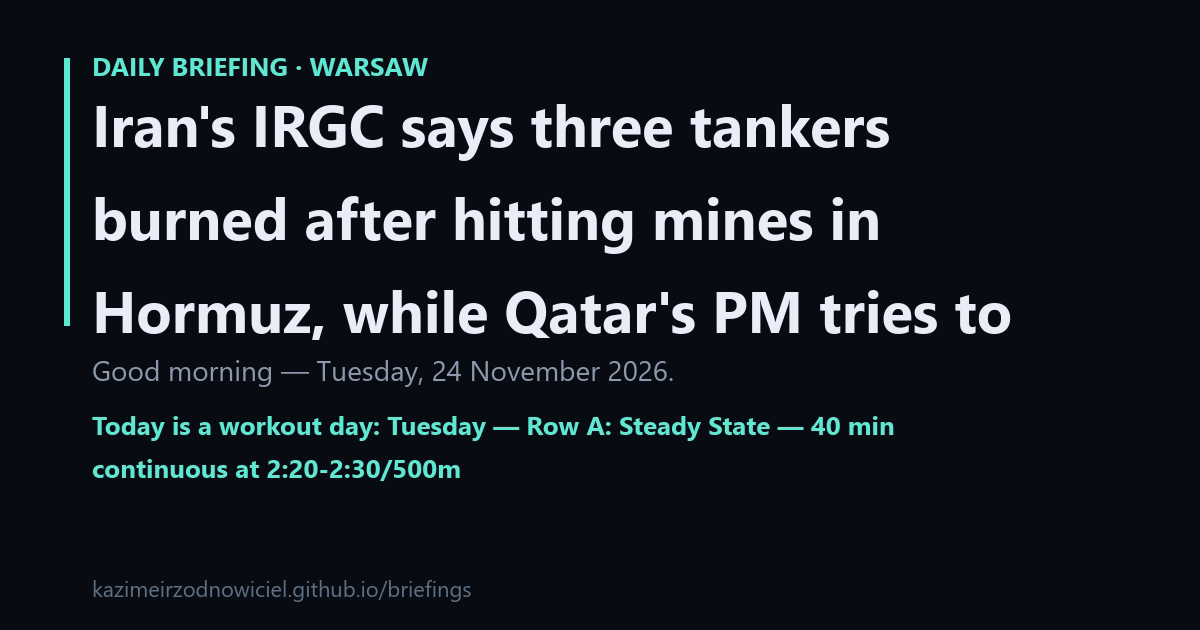 DAILY BRIEFING · WARSAW
Iran's IRGC says three tankers
burned after hitting mines in
Hormuz, while Qatar's PM tries to
Good morning — Tuesday, 24 November 2026.
Today is a workout day: Tuesday — Row A: Steady State — 40 min
continuous at 2:20-2:30/500m
kazimeirzodnowiciel.github.io/briefings